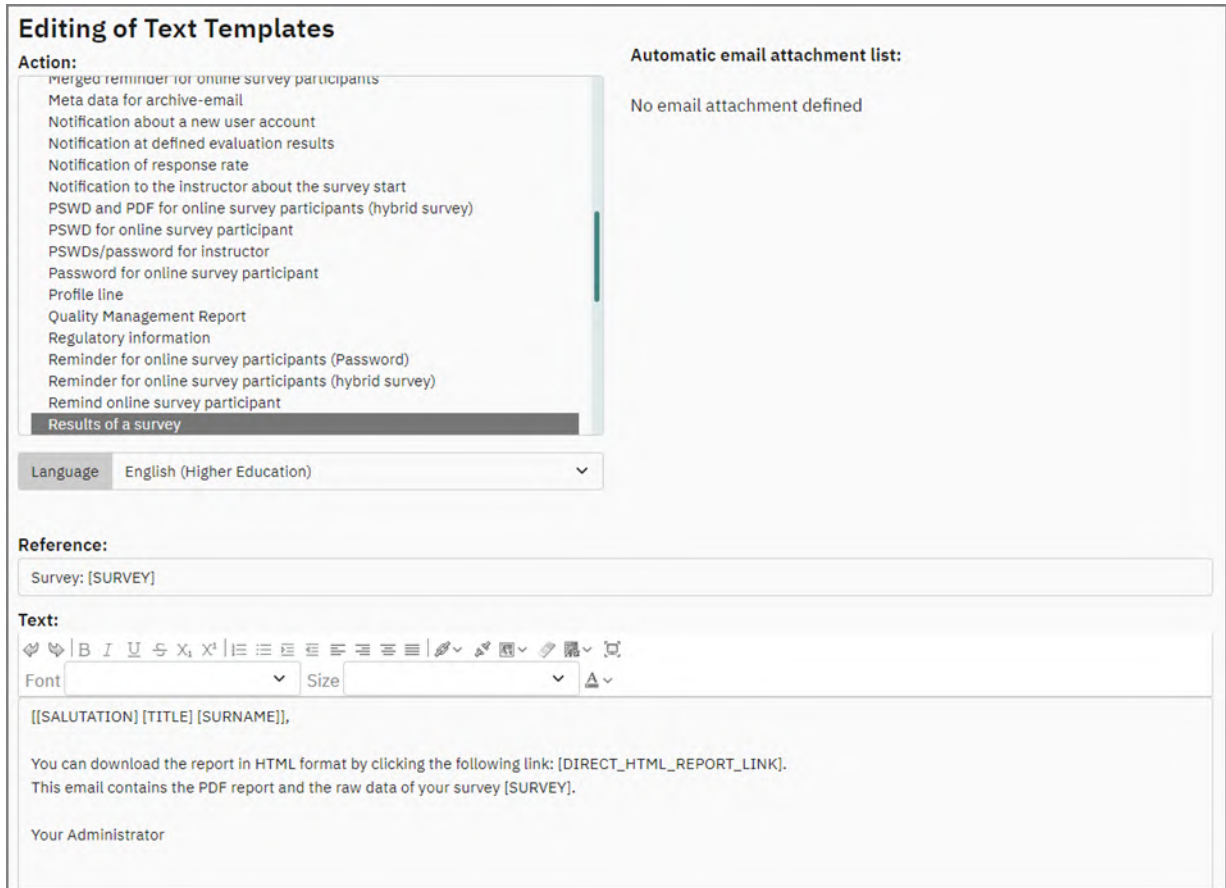 Editing of Text Templates
Action:
Merged reminder for online survey participants
Meta data for archive-email
Notification about a new user account
Notification at defined evaluation results
Notification of response rate
Notification to the instructor about the survey start
PSWD and PDF for online survey participants (hybrid survey)
PSWD for online survey participant
PSWDs/password for instructor
Password for online survey participant
Profile line
Quality Management Report
Regulatory information
Reminder for online survey participants (Password)
Reminder for online survey participants (hybrid survey)
Remind online survey participant
Results of a survey
Automatic email attachment list:
No email attachment defined
Language English (Higher Education)
Reference:
Survey: [SURVEY]
Text:
B I U S X₁ X²
Font Size A
[[SALUTATION] [TITLE] [SURNAME]],
You can download the report in HTML format by clicking the following link: [DIRECT_HTML_REPORT_LINK].
This email contains the PDF report and the raw data of your survey [SURVEY].
Your Administrator